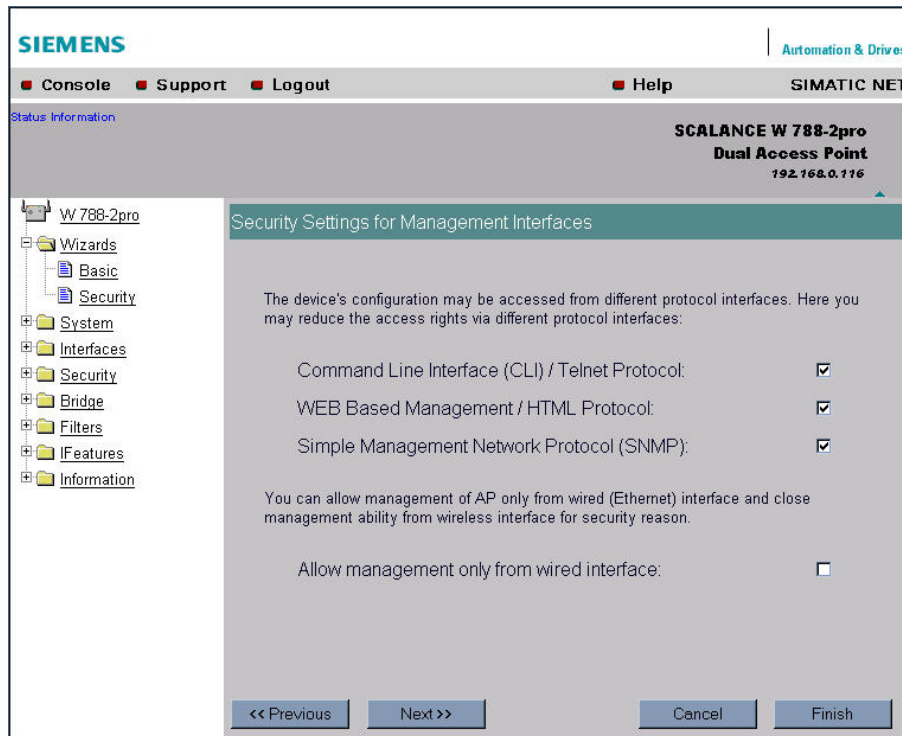 SIEMENS
Automation & Drives
Console Support Logout Help SIMATIC NET
Status Information
SCALANCE W 788-2pro
Dual Access Point
192.168.0.116
W 788-2pro
Wizards
Basic
Security
System
Interfaces
Security
Bridge
Filters
IFeatures
Information
Security Settings for Management Interfaces
The device's configuration may be accessed from different protocol interfaces. Here you
may reduce the access rights via different protocol interfaces:
Command Line Interface (CLI) / Telnet Protocol:
WEB Based Management / HTML Protocol:
Simple Management Network Protocol (SNMP):
You can allow management of AP only from wired (Ethernet) interface and close
management ability from wireless interface for security reason.
Allow management only from wired interface:
<< Previous Next >> Cancel Finish